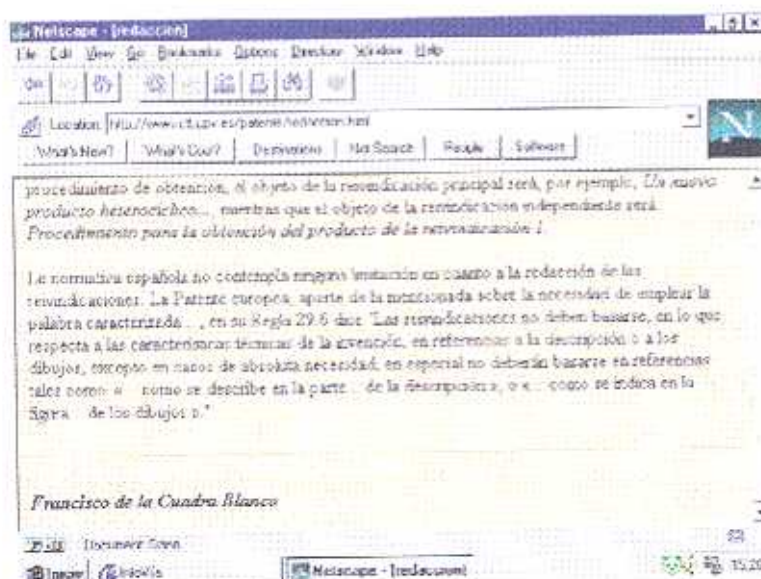 Netscape - [redaccion]
File Edit View Go Bookmarks Options Directory Window Help
Location: http://www.cti.upv.es/patente/redaccion.html
What's New? What's Cool? Destinations Net Search People Software
procedimiento de obtención, el objeto de la reivindicación principal será, por ejemplo, Un nuevo
producto heterocíclico..., mientras que el objeto de la reivindicación independiente será
Procedimiento para la obtención del producto de la reivindicación 1.
La normativa española no contempla ninguna limitación en cuanto a la redacción de las
reivindicaciones. La Patente europea, aparte de la mencionada sobre la necesidad de emplear la
palabra caracterizada..., en su Regla 29.6 dice "Las reivindicaciones no deben basarse, en lo que
respecta a las características técnicas de la invención, en referencias a la descripción o a los
dibujos, excepto en casos de absoluta necesidad, en especial no deberán basarse en referencias
tales como « como se describe en la parte .. de la descripción », o « como se indica en la
figura .. de los dibujos »."
Francisco de la Cuadra Blanco
Document: Done
Inicio Netscape - [redaccion] 15:20